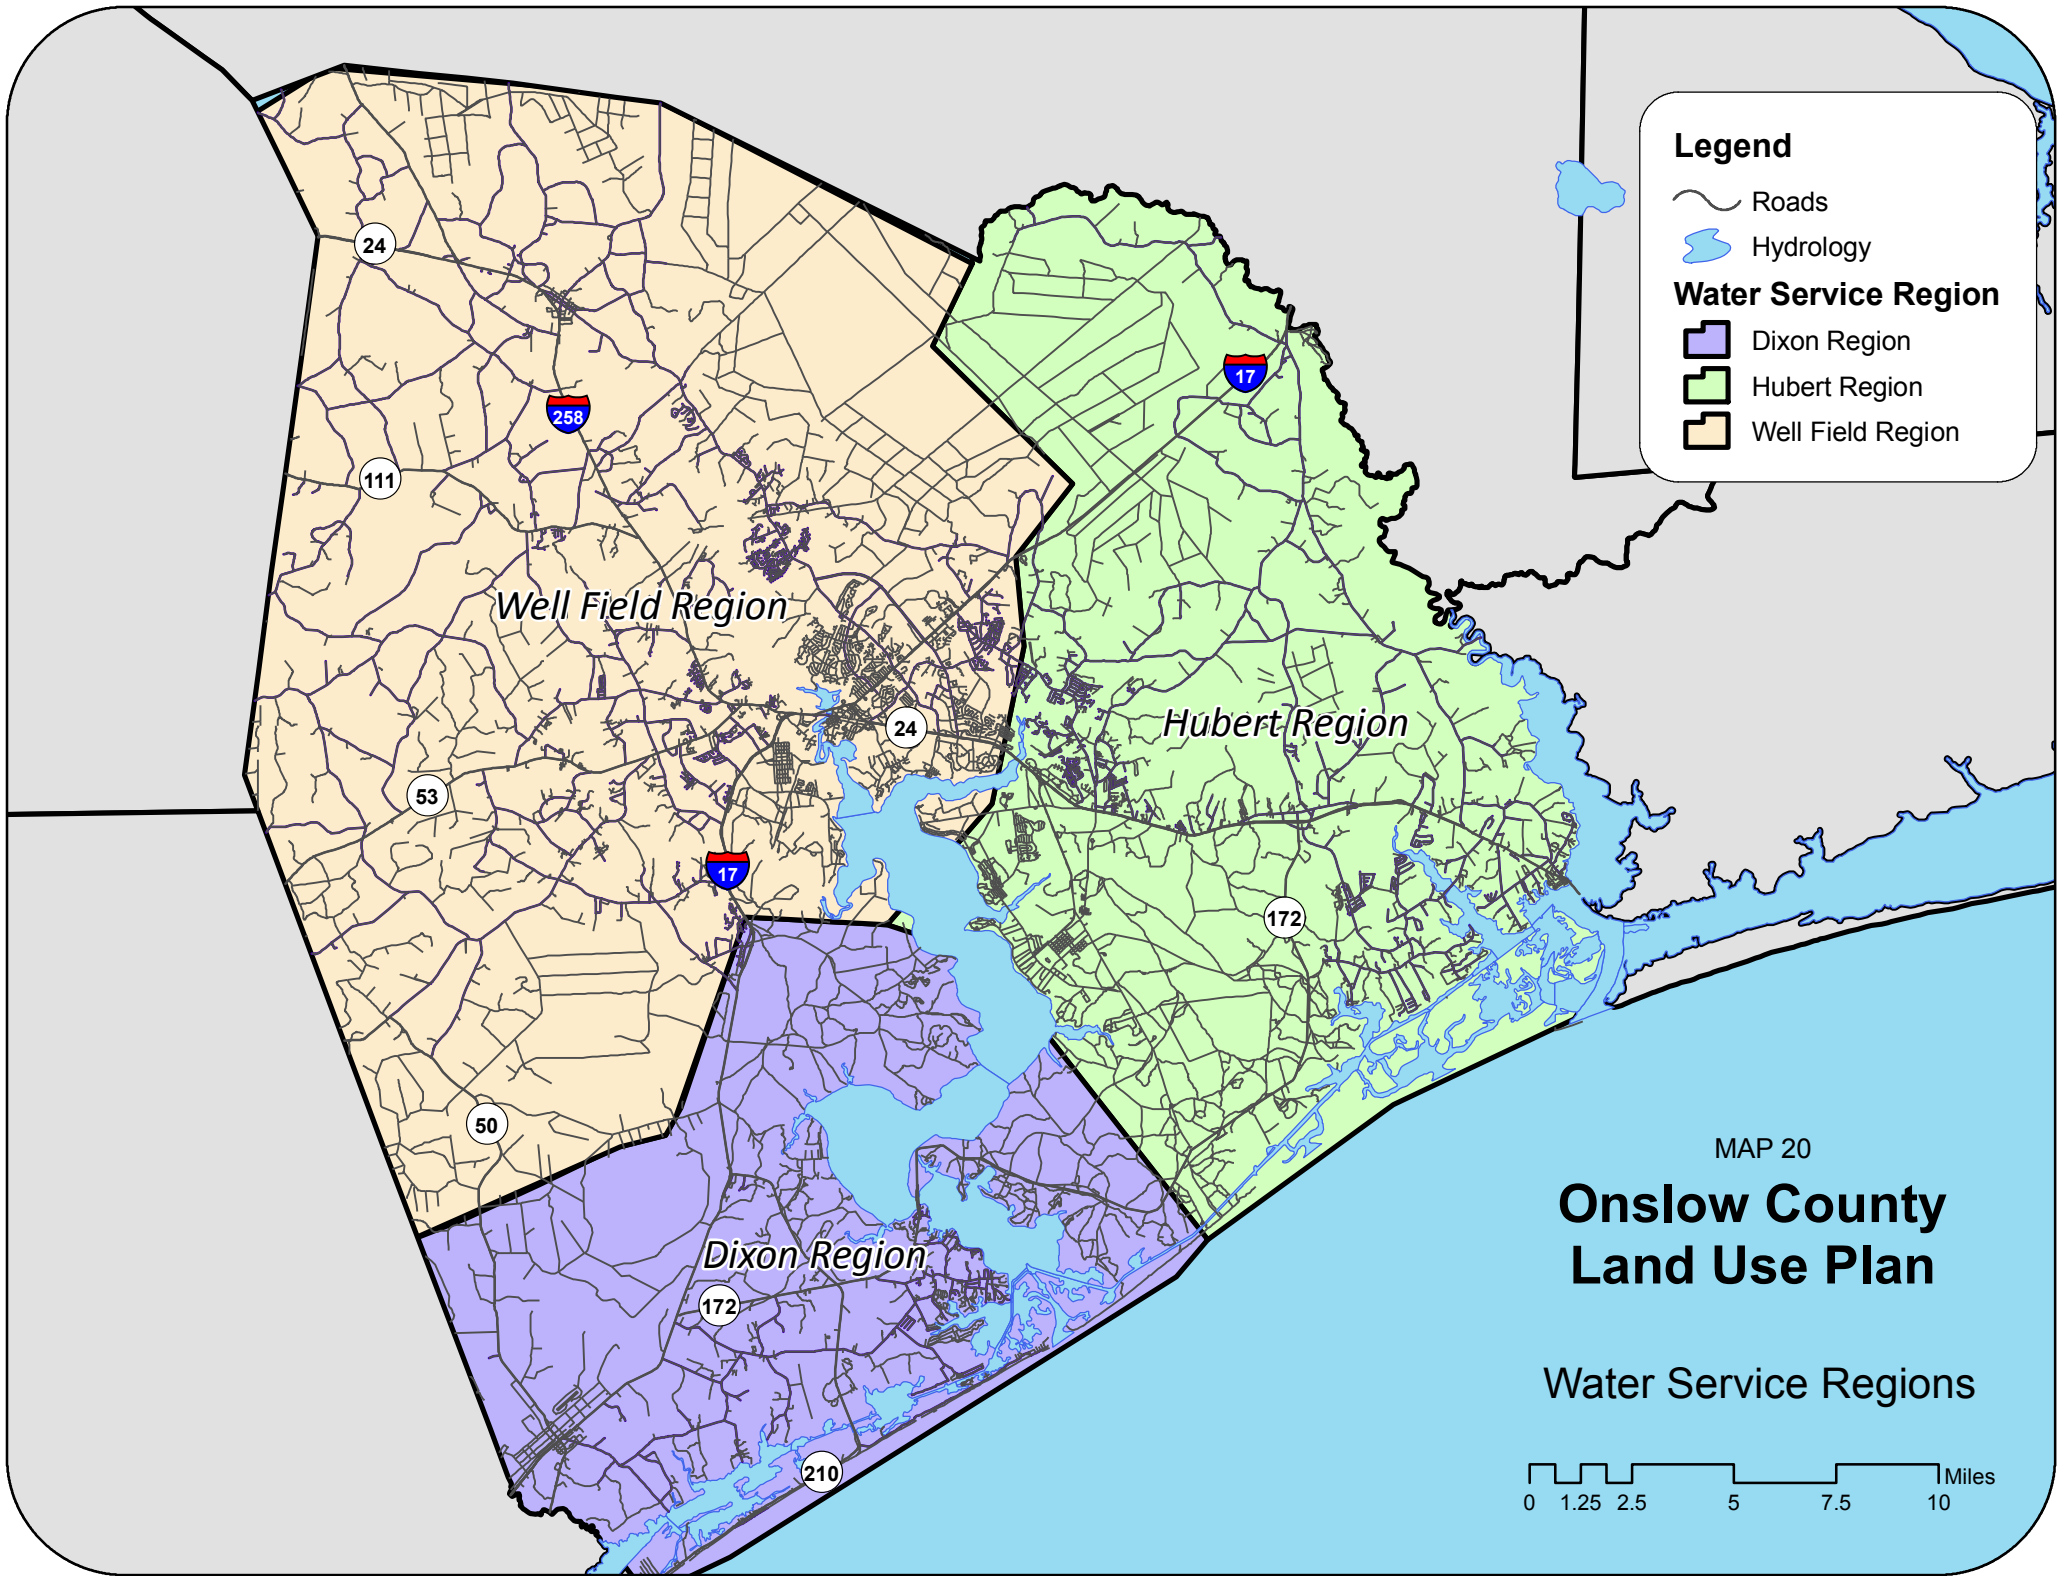 Legend
Roads
Hydrology
Water Service Region
Dixon Region
Hubert Region
Well Field Region
24
17
258
111
Well Field Region
Hubert Region
24
53
17
172
50
Dixon Region
172
210
MAP 20
Onslow County
Land Use Plan
Water Service Regions
Miles
0 1.25 2.5 5 7.5 10